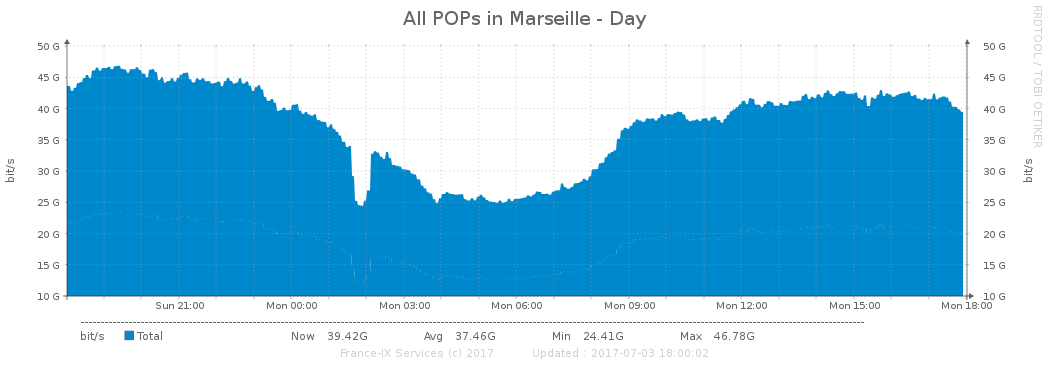 All POPs in Marseille - Day
RRDTOOL / TOBI OETIKER
bit/s
50 G
45 G
40 G
35 G
30 G
25 G
20 G
15 G
10 G
50 G
45 G
40 G
35 G
30 G
25 G
20 G
15 G
10 G
bit/s
Sun 21:00 Mon 00:00 Mon 03:00 Mon 06:00 Mon 09:00 Mon 12:00 Mon 15:00 Mon 18:00
bit/s Total Now 39.42G Avg 37.46G Min 24.41G Max 46.78G
France-IX Services (c) 2017 Updated : 2017-07-03 18:00:02